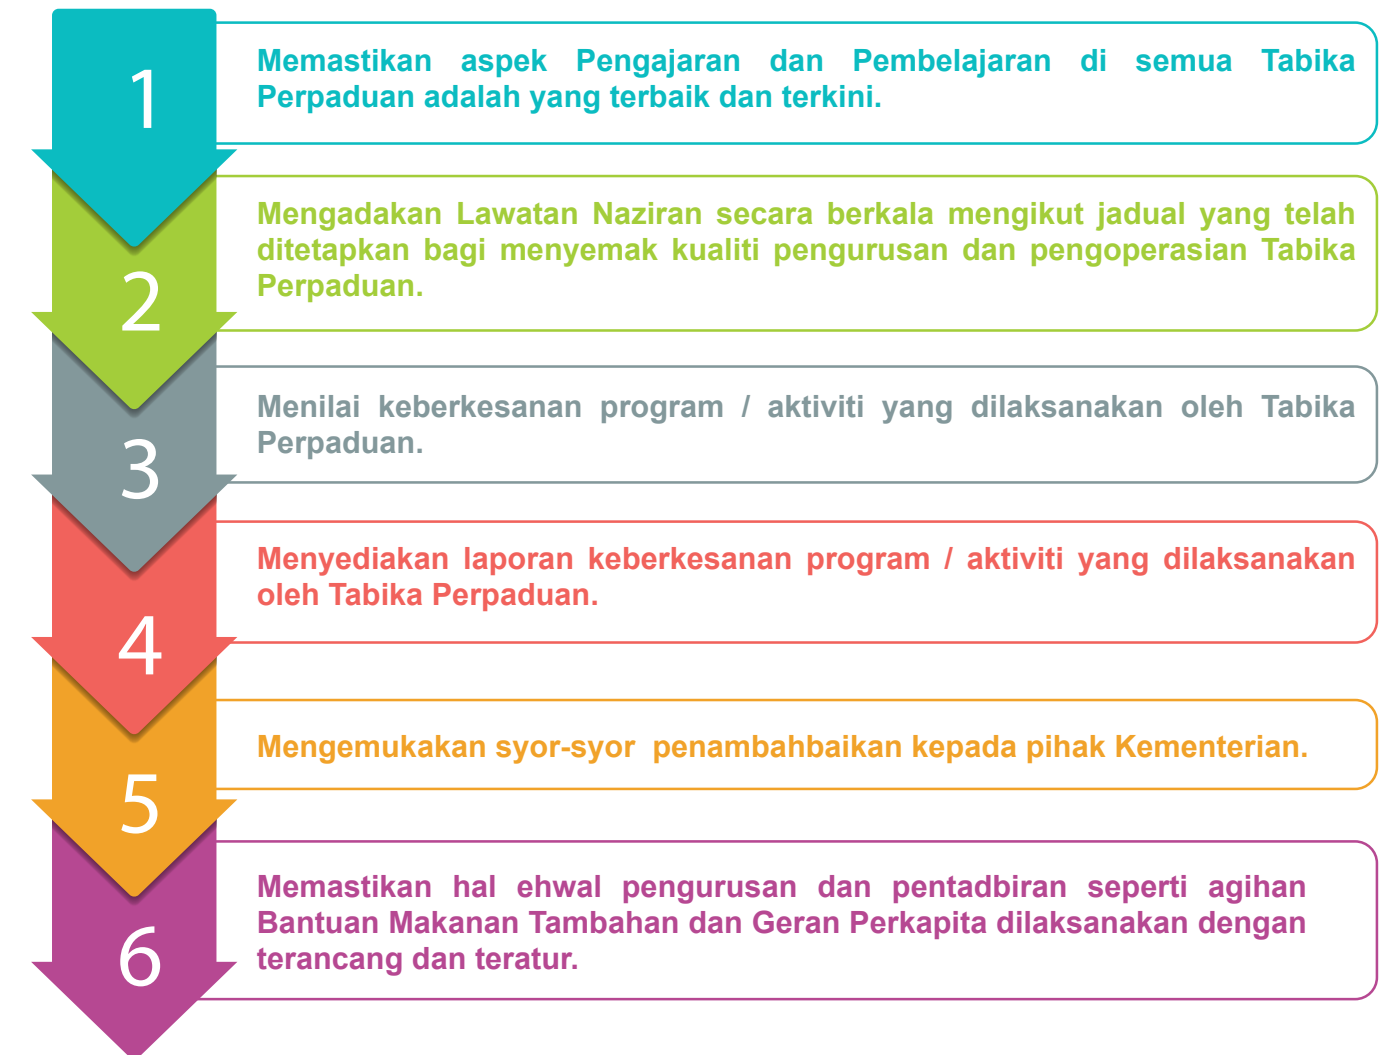 1
Memastikan aspek Pengajaran dan Pembelajaran di semua Tabika
Perpaduan adalah yang terbaik dan terkini.
2
Mengadakan Lawatan Naziran secara berkala mengikut jadual yang telah
ditetapkan bagi menyemak kualiti pengurusan dan pengoperasian Tabika
Perpaduan.
3
Menilai keberkesanan program / aktiviti yang dilaksanakan oleh Tabika
Perpaduan.
4
Menyediakan laporan keberkesanan program / aktiviti yang dilaksanakan
oleh Tabika Perpaduan.
5
Mengemukakan syor-syor  penambahbaikan kepada pihak Kementerian.
6
Memastikan hal ehwal pengurusan dan pentadbiran seperti agihan
Bantuan Makanan Tambahan dan Geran Perkapita dilaksanakan dengan
terancang dan teratur.